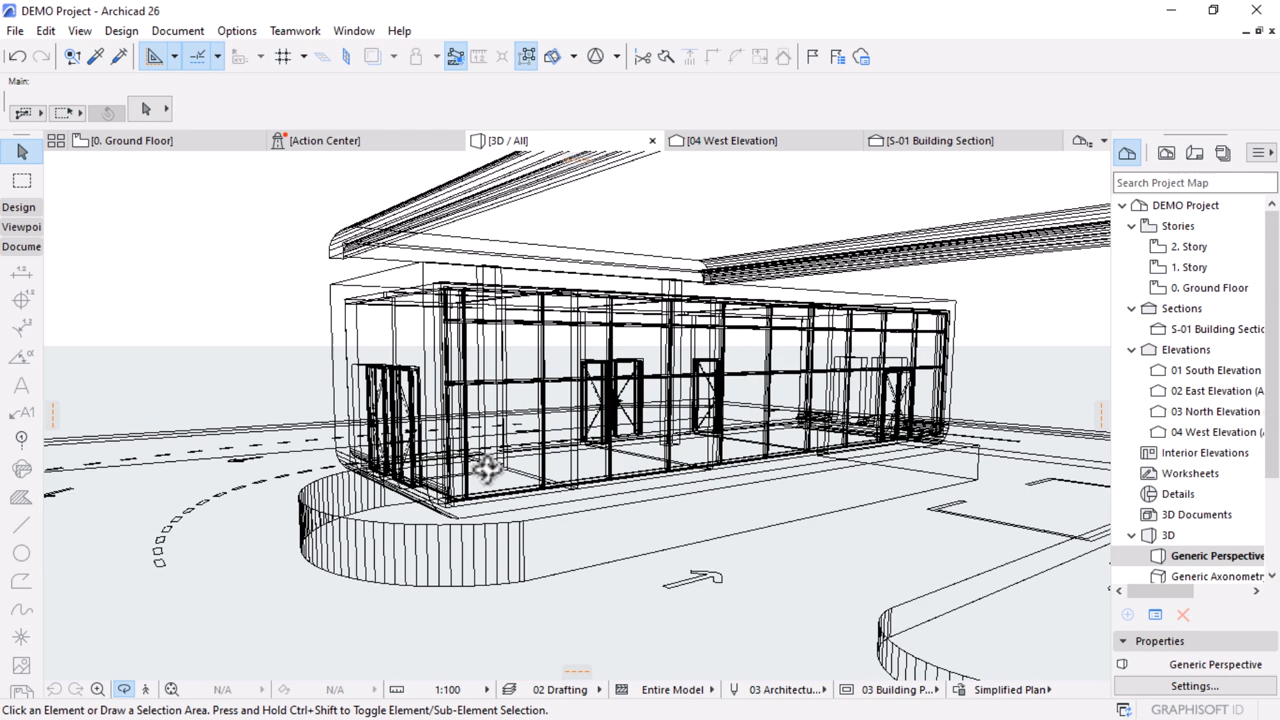 DEMO Project - Archicad 26
File Edit View Design Document Options Teamwork Window Help
Main:
[0. Ground Floor] [Action Center] [3D / All] [04 West Elevation] [S-01 Building Section]
Design
Viewpoi
Docume
Search Project Map
DEMO Project
Stories
2. Story
1. Story
0. Ground Floor
Sections
S-01 Building Sectio
Elevations
01 South Elevation
02 East Elevation (A
03 North Elevation
04 West Elevation (
Interior Elevations
Worksheets
Details
3D Documents
3D
Generic Perspective
Generic Axonometr
Properties
Generic Perspective
Settings...
N/A N/A 1:100 02 Drafting Entire Model 03 Architectu... 03 Building P... Simplified Plan
Click an Element or Draw a Selection Area. Press and Hold Ctrl+Shift to Toggle Element/Sub-Element Selection.
GRAPHISOFT ID